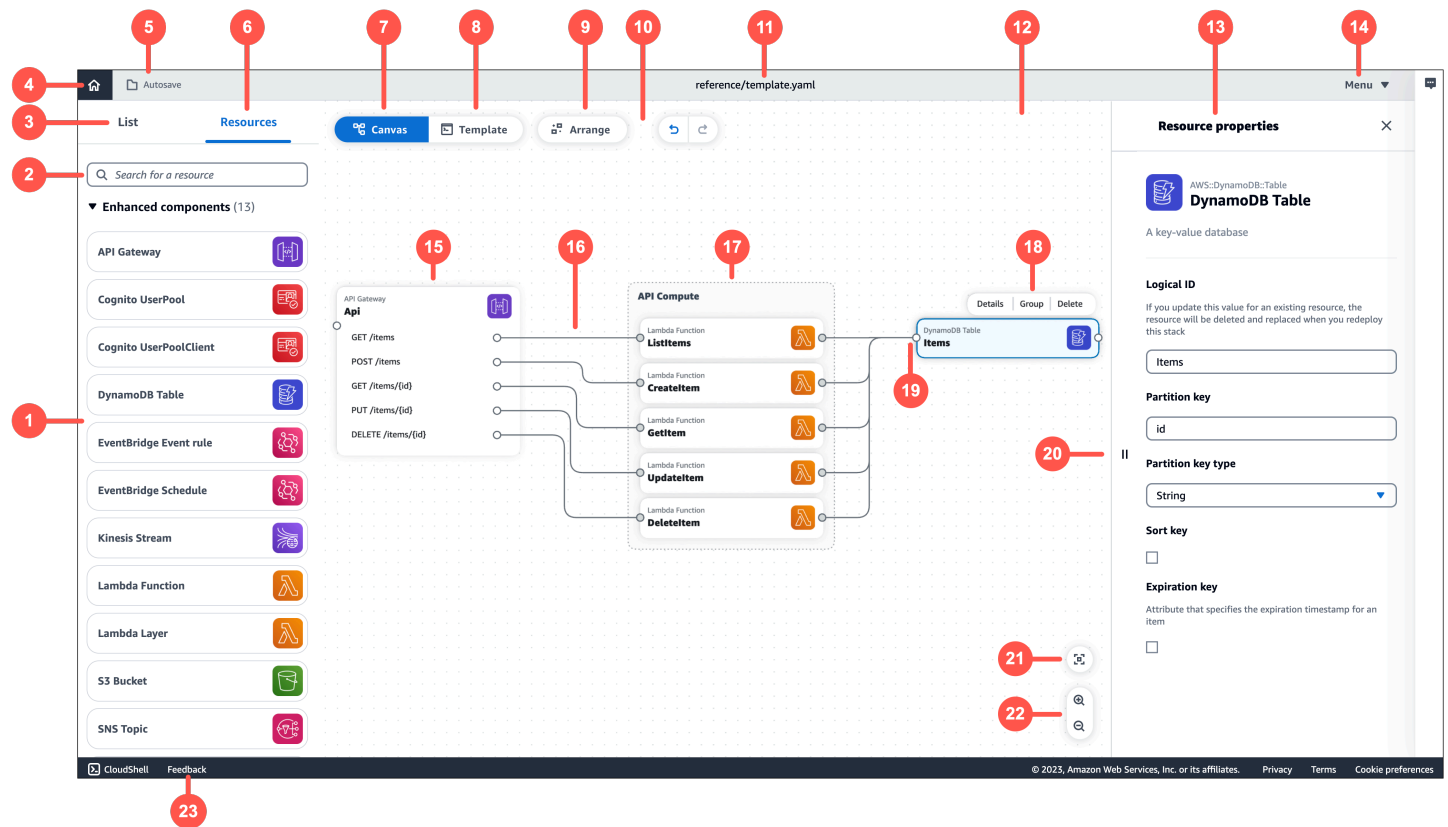 5
6
7
8
9
10
11
12
13
14
4
Autosave
reference/template.yaml
Menu
3
List
Resources
Canvas
Template
Arrange
Resource properties
2
Search for a resource
Enhanced components (13)
API Gateway
Cognito UserPool
Cognito UserPoolClient
DynamoDB Table
1
EventBridge Event rule
EventBridge Schedule
Kinesis Stream
Lambda Function
Lambda Layer
S3 Bucket
SNS Topic
15
16
17
18
API Gateway
Api
GET /items
POST /items
GET /items/{id}
PUT /items/{id}
DELETE /items/{id}
API Compute
Lambda Function
ListItems
Lambda Function
CreateItem
Lambda Function
GetItem
Lambda Function
UpdateItem
Lambda Function
DeleteItem
Details
Group
Delete
DynamoDB Table
Items
19
20
21
22
AWS::DynamoDB::Table
DynamoDB Table
A key-value database
Logical ID
If you update this value for an existing resource, the
resource will be deleted and replaced when you redeploy
this stack
Items
Partition key
id
Partition key type
String
Sort key
Expiration key
Attribute that specifies the expiration timestamp for an
item
CloudShell
Feedback
© 2023, Amazon Web Services, Inc. or its affiliates.
Privacy
Terms
Cookie preferences
23